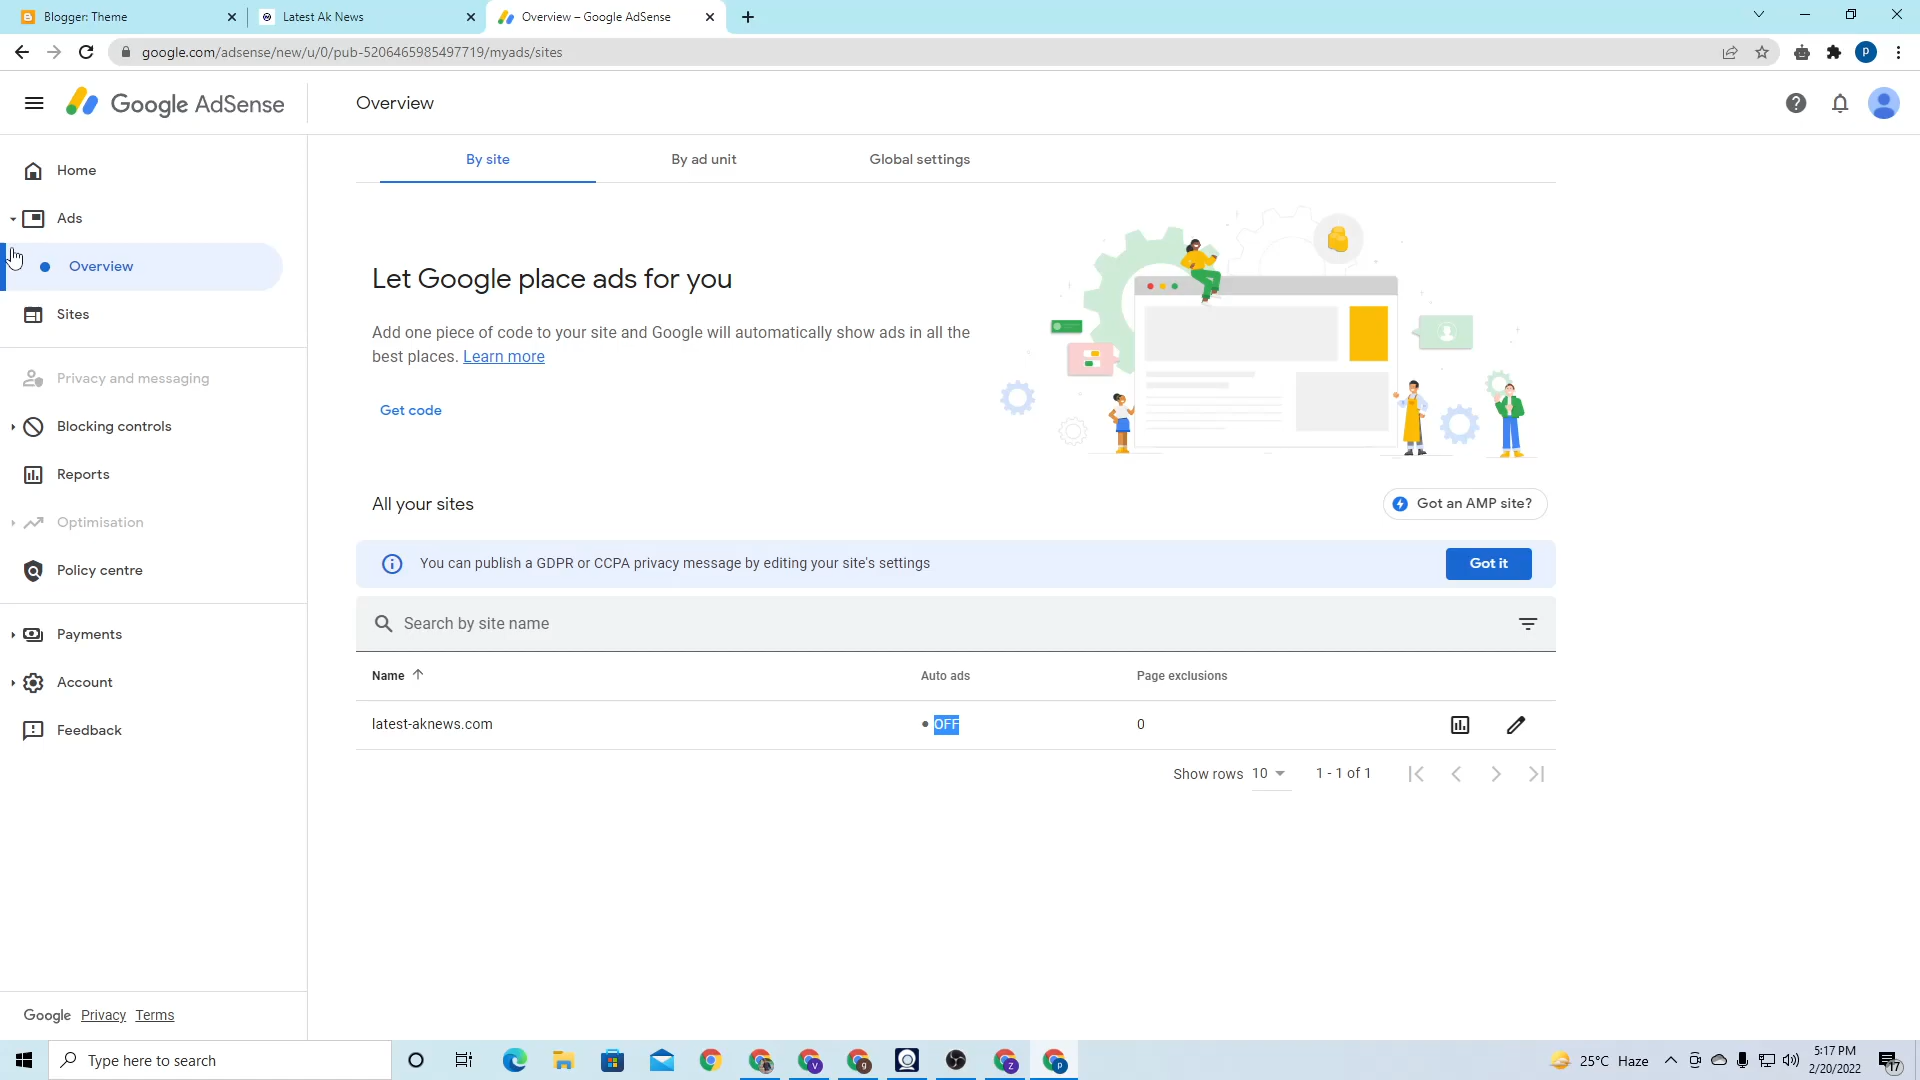 Blogger: Theme
Latest Ak News
Overview – Google AdSense
google.com/adsense/new/u/0/pub-5206465985497719/myads/sites
P
Google AdSense
Overview
Home
Ads
Overview
Sites
Privacy and messaging
Blocking controls
Reports
Optimisation
Policy centre
Payments
Account
Feedback
Google Privacy Terms
By site
By ad unit
Global settings
Let Google place ads for you
Add one piece of code to your site and Google will automatically show ads in all the
best places. Learn more
Get code
All your sites
Got an AMP site?
You can publish a GDPR or CCPA privacy message by editing your site's settings
Got it
Search by site name
Name
Auto ads
Page exclusions
latest-aknews.com
OFF
0
Show rows 10
1 - 1 of 1
Type here to search
V
g
Z
P
25°C Haze
5:17 PM
2/20/2022
17